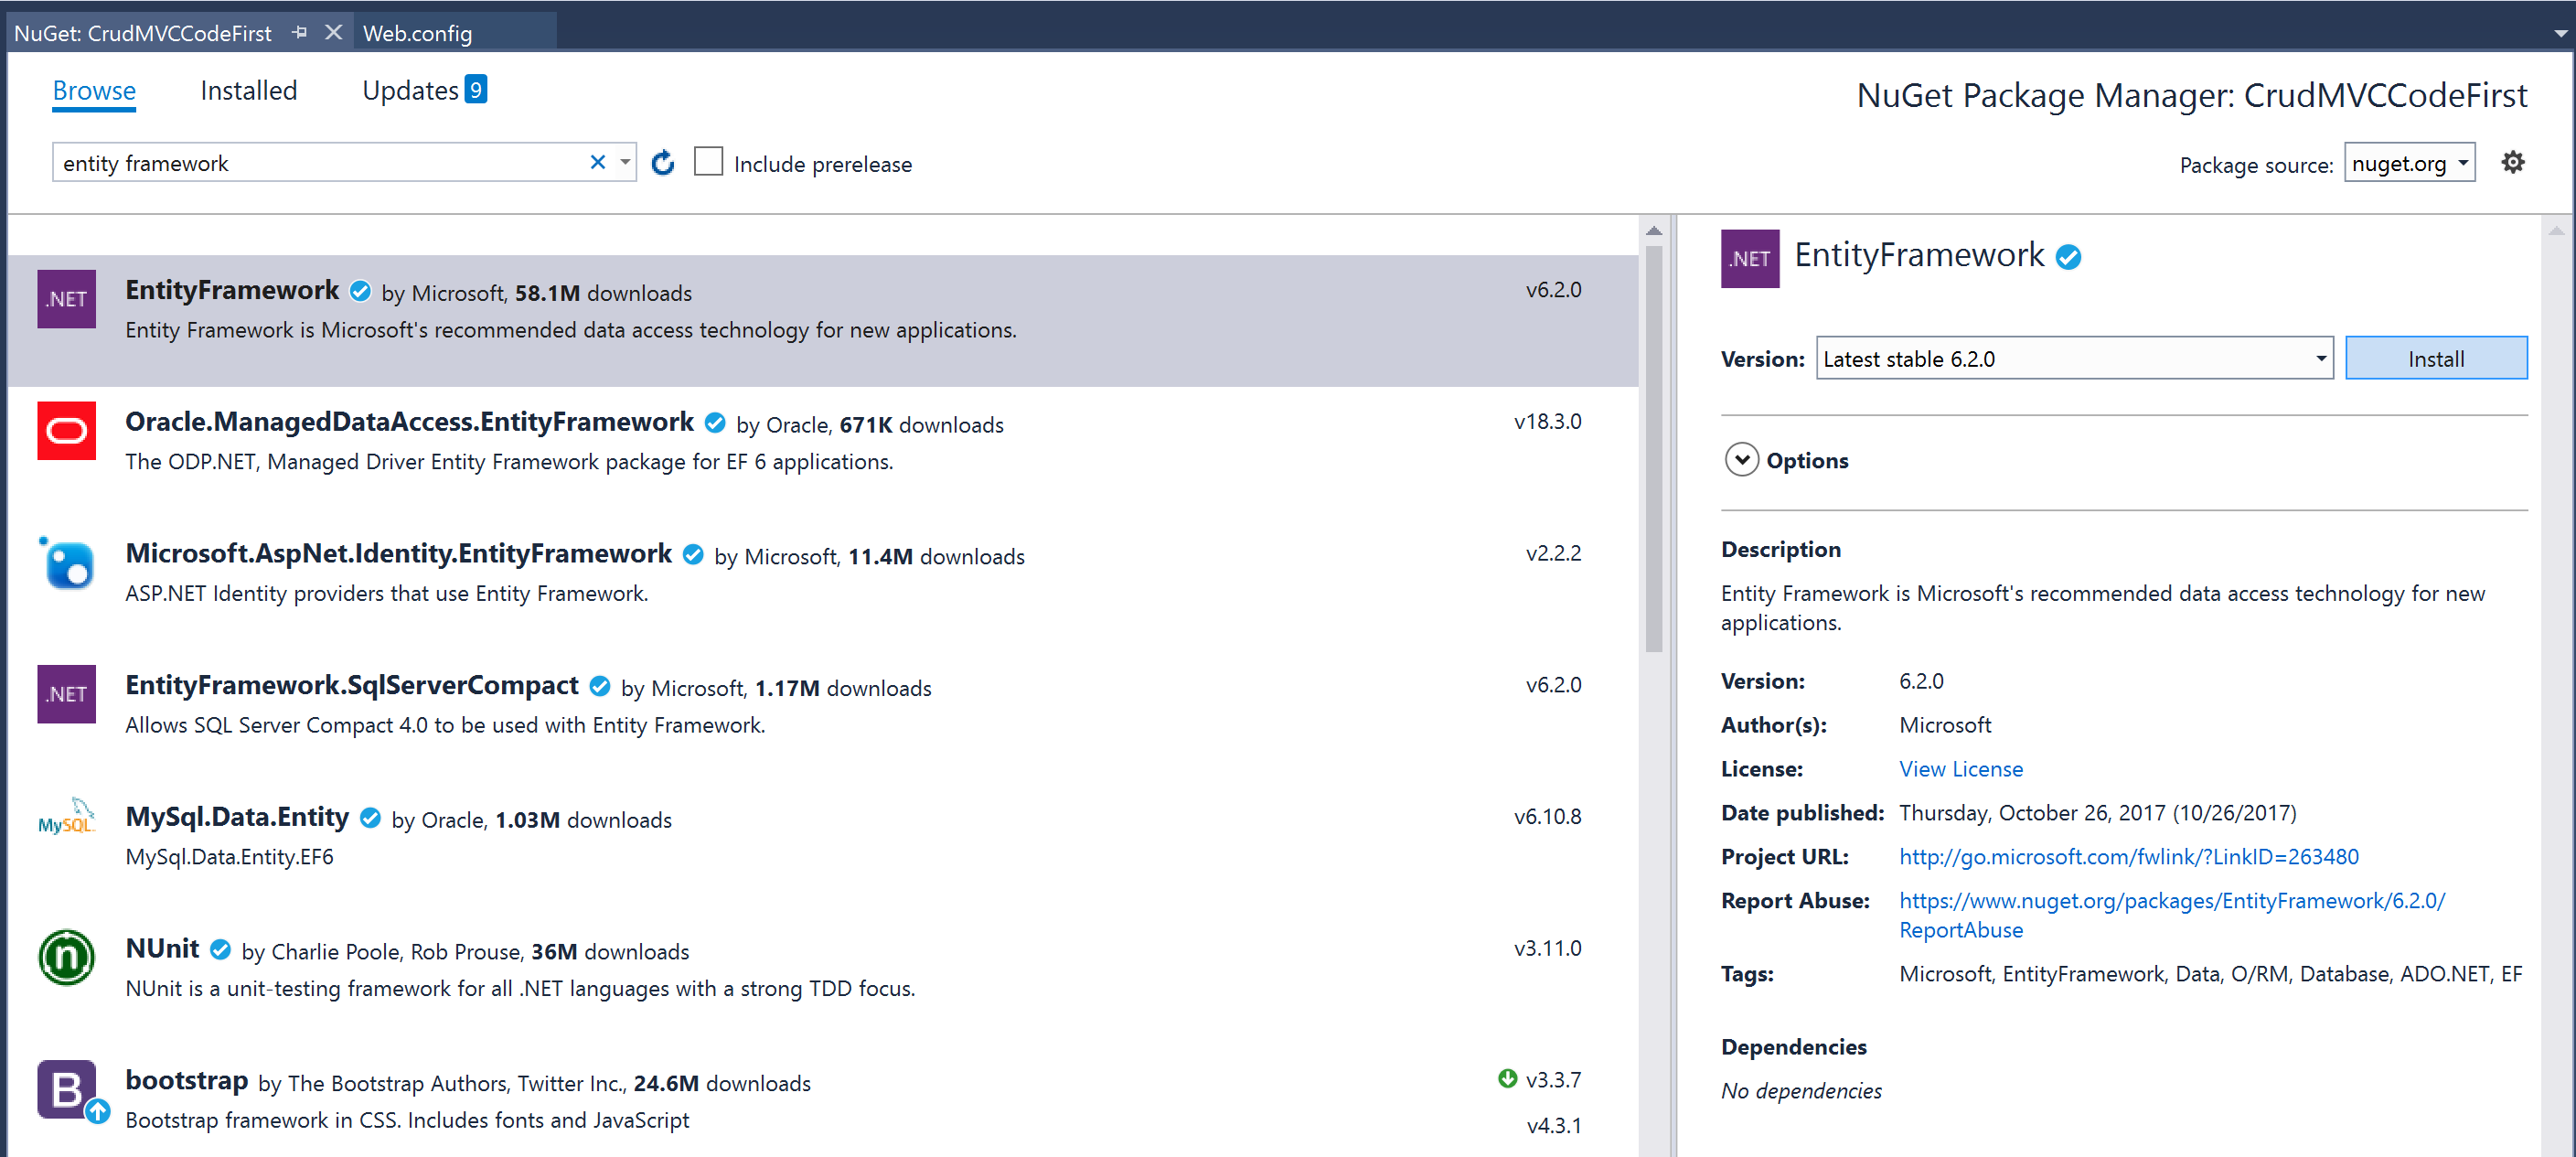 NuGet: CrudMVCCodeFirst
Web.config
Browse
Installed
Updates 9
NuGet Package Manager: CrudMVCCodeFirst
entity framework
Include prerelease
Package source: nuget.org
.NET
EntityFramework by Microsoft, 58.1M downloads
v6.2.0
Entity Framework is Microsoft's recommended data access technology for new applications.
Oracle.ManagedDataAccess.EntityFramework by Oracle, 671K downloads
v18.3.0
The ODP.NET, Managed Driver Entity Framework package for EF 6 applications.
Microsoft.AspNet.Identity.EntityFramework by Microsoft, 11.4M downloads
v2.2.2
ASP.NET Identity providers that use Entity Framework.
.NET
EntityFramework.SqlServerCompact by Microsoft, 1.17M downloads
v6.2.0
Allows SQL Server Compact 4.0 to be used with Entity Framework.
MySQL
MySql.Data.Entity by Oracle, 1.03M downloads
v6.10.8
MySql.Data.Entity.EF6
n
NUnit by Charlie Poole, Rob Prouse, 36M downloads
v3.11.0
NUnit is a unit-testing framework for all .NET languages with a strong TDD focus.
B
bootstrap by The Bootstrap Authors, Twitter Inc., 24.6M downloads
v3.3.7
Bootstrap framework in CSS. Includes fonts and JavaScript
v4.3.1
.NET
EntityFramework
Version: Latest stable 6.2.0
Install
Options
Description
Entity Framework is Microsoft's recommended data access technology for new
applications.
Version: 6.2.0
Author(s): Microsoft
License: View License
Date published: Thursday, October 26, 2017 (10/26/2017)
Project URL: http://go.microsoft.com/fwlink/?LinkID=263480
Report Abuse: https://www.nuget.org/packages/EntityFramework/6.2.0/
ReportAbuse
Tags: Microsoft, EntityFramework, Data, O/RM, Database, ADO.NET, EF
Dependencies
No dependencies